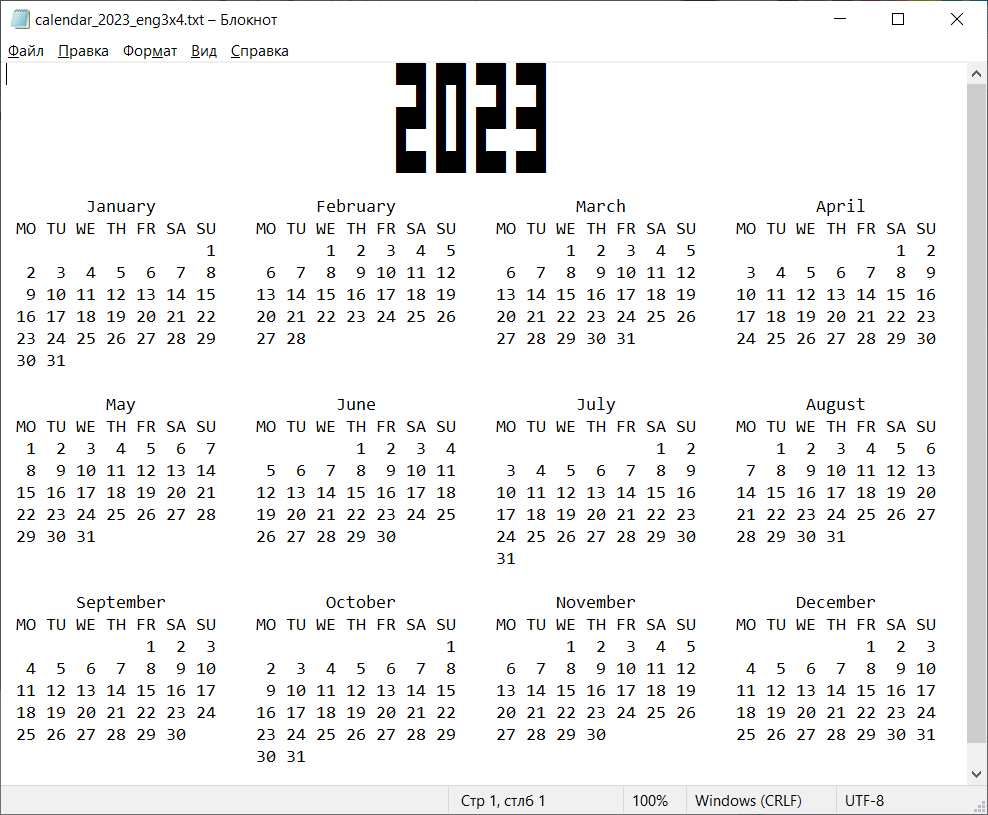 calendar_2023_eng3x4.txt – Блокнот
Файл Правка Формат Вид Справка
2023
January February March April
MO TU WE TH FR SA SU MO TU WE TH FR SA SU MO TU WE TH FR SA SU MO TU WE TH FR SA SU
1 1 2 3 4 5 1 2 3 4 5 1 2
2 3 4 5 6 7 8 6 7 8 9 10 11 12 6 7 8 9 10 11 12 3 4 5 6 7 8 9
9 10 11 12 13 14 15 13 14 15 16 17 18 19 13 14 15 16 17 18 19 10 11 12 13 14 15 16
16 17 18 19 20 21 22 20 21 22 23 24 25 26 20 21 22 23 24 25 26 17 18 19 20 21 22 23
23 24 25 26 27 28 29 27 28 27 28 29 30 31 24 25 26 27 28 29 30
30 31
May June July August
MO TU WE TH FR SA SU MO TU WE TH FR SA SU MO TU WE TH FR SA SU MO TU WE TH FR SA SU
1 2 3 4 5 6 7 1 2 3 4 1 2 1 2 3 4 5 6
8 9 10 11 12 13 14 5 6 7 8 9 10 11 3 4 5 6 7 8 9 7 8 9 10 11 12 13
15 16 17 18 19 20 21 12 13 14 15 16 17 18 10 11 12 13 14 15 16 14 15 16 17 18 19 20
22 23 24 25 26 27 28 19 20 21 22 23 24 25 17 18 19 20 21 22 23 21 22 23 24 25 26 27
29 30 31 26 27 28 29 30 24 25 26 27 28 29 30 28 29 30 31
31
September October November December
MO TU WE TH FR SA SU MO TU WE TH FR SA SU MO TU WE TH FR SA SU MO TU WE TH FR SA SU
1 2 3 1 1 2 3 4 5 1 2 3
4 5 6 7 8 9 10 2 3 4 5 6 7 8 6 7 8 9 10 11 12 4 5 6 7 8 9 10
11 12 13 14 15 16 17 9 10 11 12 13 14 15 13 14 15 16 17 18 19 11 12 13 14 15 16 17
18 19 20 21 22 23 24 16 17 18 19 20 21 22 20 21 22 23 24 25 26 18 19 20 21 22 23 24
25 26 27 28 29 30 23 24 25 26 27 28 29 27 28 29 30 25 26 27 28 29 30 31
30 31
Стр 1, стлб 1 100% Windows (CRLF) UTF-8